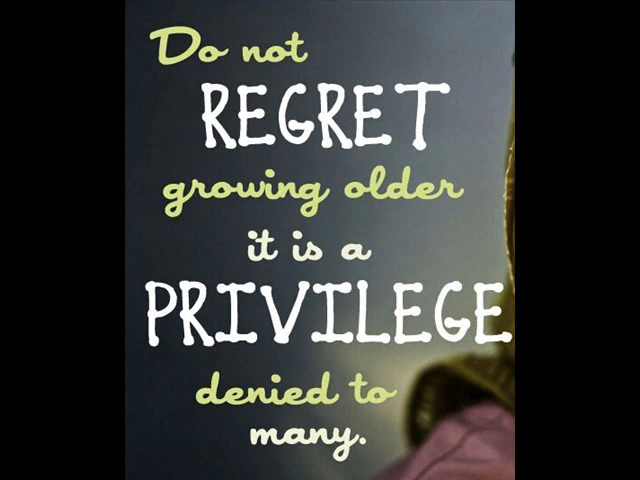 Do not
REGRET
growing older
it is a
PRIVILEGE
denied to
many.